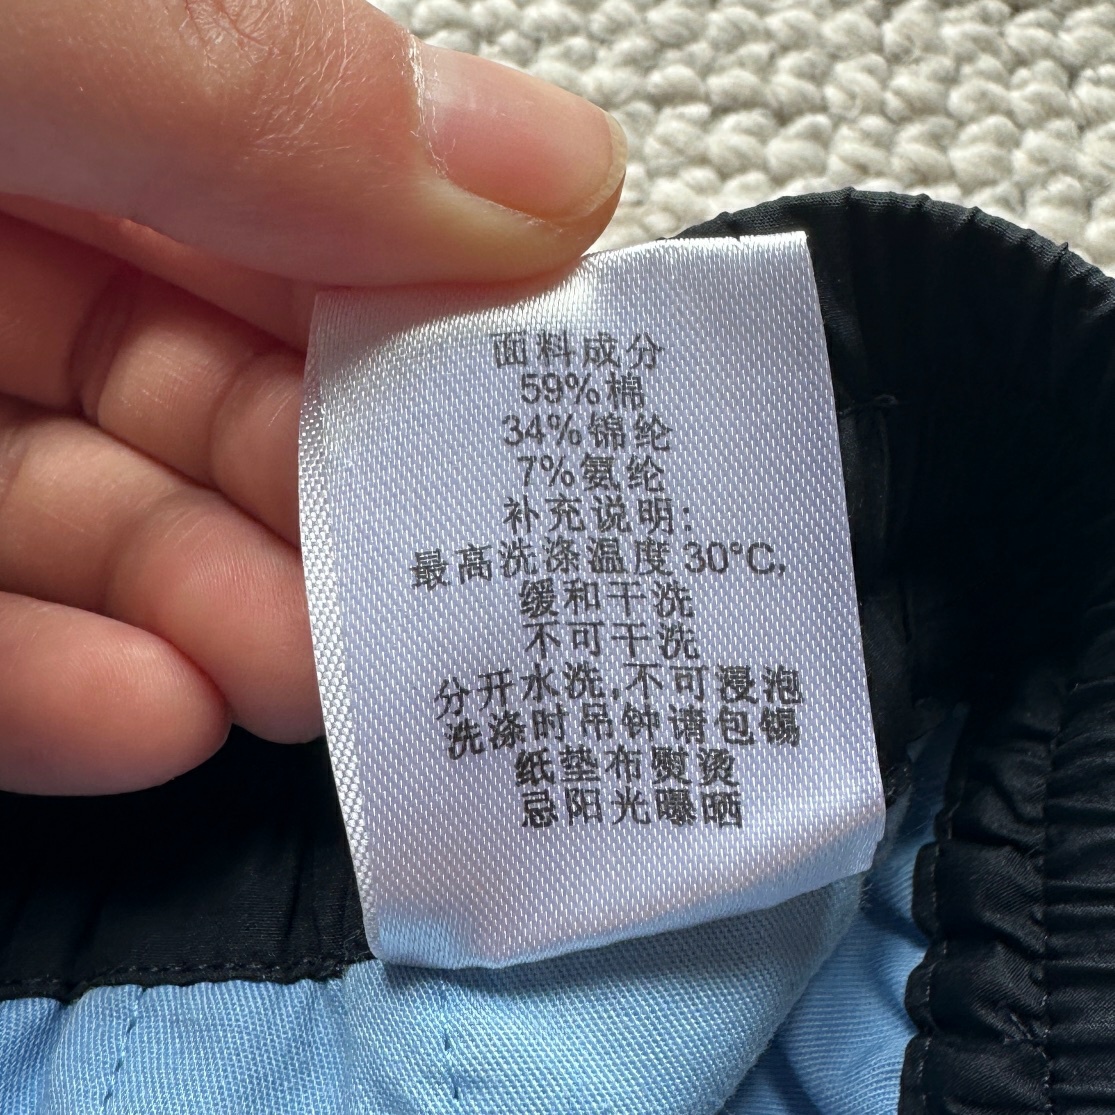 面料成分
59%棉
34%锦纶
7%氨纶
补充说明:
最高洗涤温度30°C,
缓和干洗
不可干洗
分开水洗,不可浸泡
洗涤时吊钟请包锡
纸垫布熨烫
忌阳光曝晒